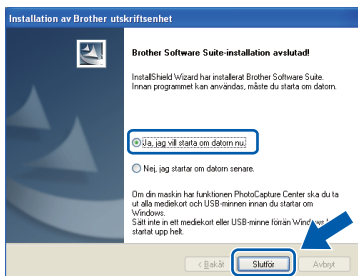 Installation av Brother utskriftsenhet
Brother Software Suite-installation avslutad!
InstallShield Wizard har installerat Brother Software Suite.
Innan programmet kan användas, måste du starta om datorn.
Ja, jag vill starta om datorn nu.
Nej, jag startar om datorn senare.
Om din maskin har funktionen PhotoCapture Center ska du ta
ut alla mediekort och USB-minnen innan du startar om
Windows.
Sätt inte in ett mediekort eller USB-minne förrän Windows
startat upp helt.
< Bakåt
Slutför
Avbryt